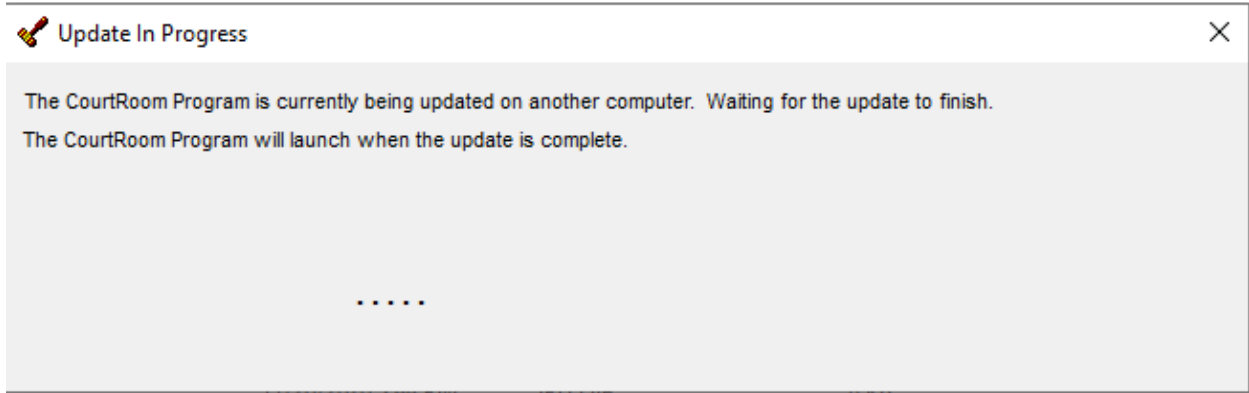 Update In Progress
The CourtRoom Program is currently being updated on another computer.  Waiting for the update to finish.
The CourtRoom Program will launch when the update is complete.
.....